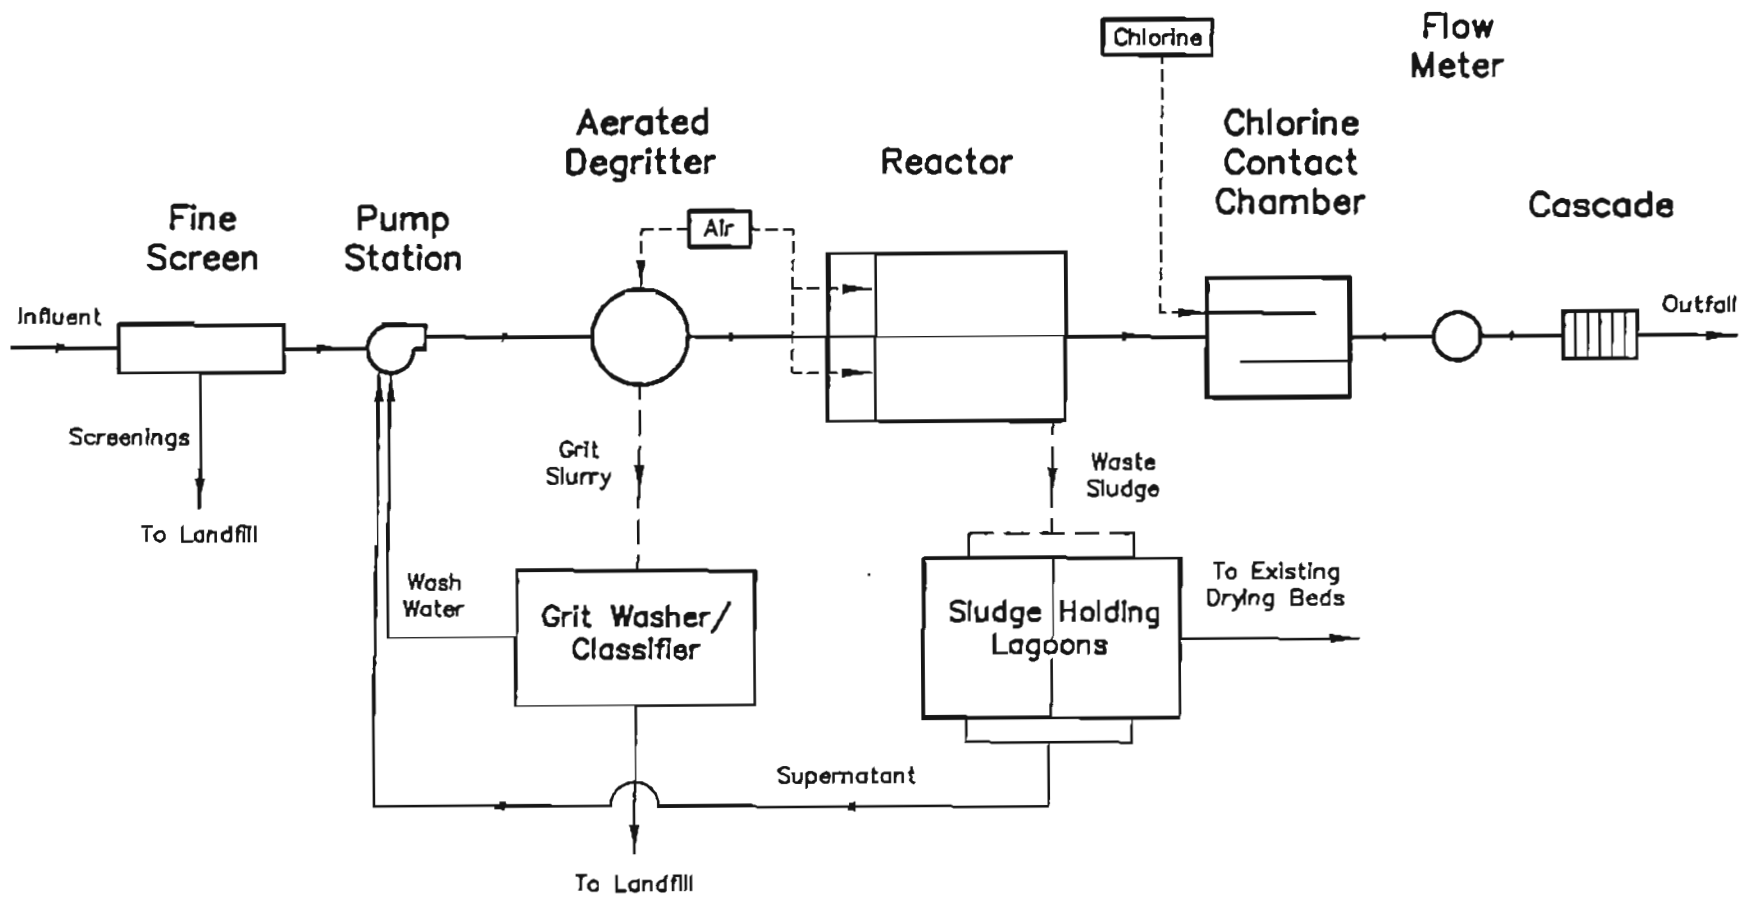 Chlorine
Flow
Meter
Aerated
Degritter
Reactor
Chlorine
Contact
Chamber
Cascade
Fine
Screen
Pump
Station
Air
Influent
Outfall
Screenings
To Landfill
Grit
Slurry
Waste
Sludge
Wash
Water
Grit Washer/
Classifier
Sludge Holding
Lagoons
To Existing
Drying Beds
Supernatant
To Landfill